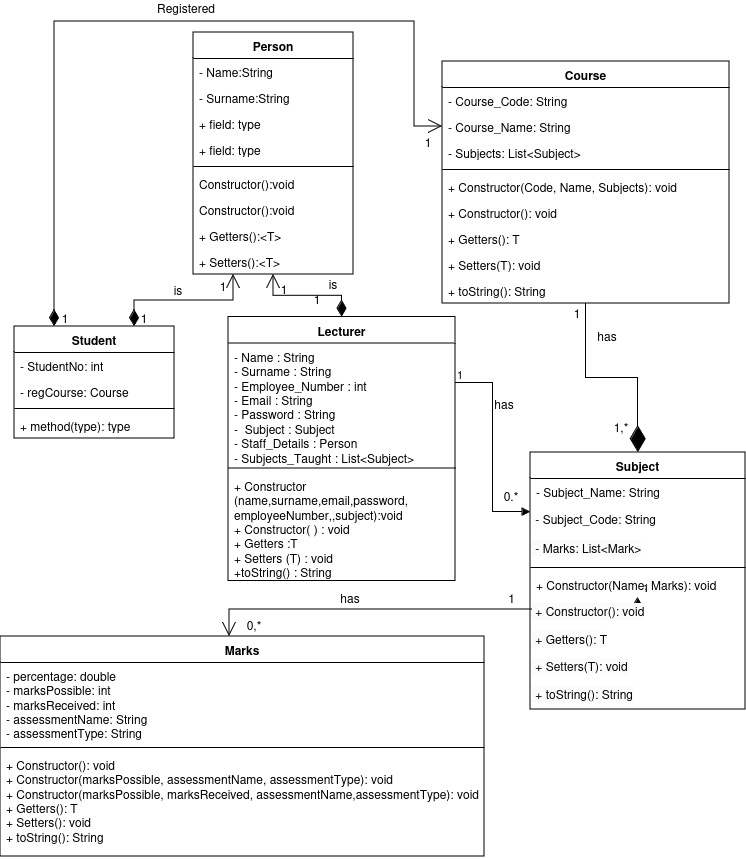 Registered
Person
- Name:String
- Surname:String
+ field: type
+ field: type
Constructor():void
Constructor():void
+ Getters():<T>
+ Setters():<T>
Course
- Course_Code: String
- Course_Name: String
- Subjects: List<Subject>
+ Constructor(Code, Name, Subjects): void
+ Constructor(): void
+ Getters(): T
+ Setters(T): void
+ toString(): String
1
is
1
1
is
1
1
1
Student
- StudentNo: int
- regCourse: Course
+ method(type): type
Lecturer
- Name : String
- Surname : String
- Employee_Number : int
- Email : String
- Password : String
- Subject : Subject
- Staff_Details : Person
- Subjects_Taught : List<Subject>
+ Constructor
(name,surname,email,password,
employeeNumber,,subject):void
+ Constructor( ) : void
+ Getters :T
+ Setters (T) : void
+toString() : String
1
has
0.*
1
has
1,*
Subject
- Subject_Name: String
- Subject_Code: String
- Marks: List<Mark>
+ Constructor(Name; Marks): void
+ Constructor(): void
+ Getters(): T
+ Setters(T): void
+ toString(): String
has
1
0,*
Marks
- percentage: double
- marksPossible: int
- marksReceived: int
- assessmentName: String
- assessmentType: String
+ Constructor(): void
+ Constructor(marksPossible, assessmentName, assessmentType): void
+ Constructor(marksPossible, marksReceived, assessmentName,assessmentType): void
+ Getters(): T
+ Setters(): void
+ toString(): String